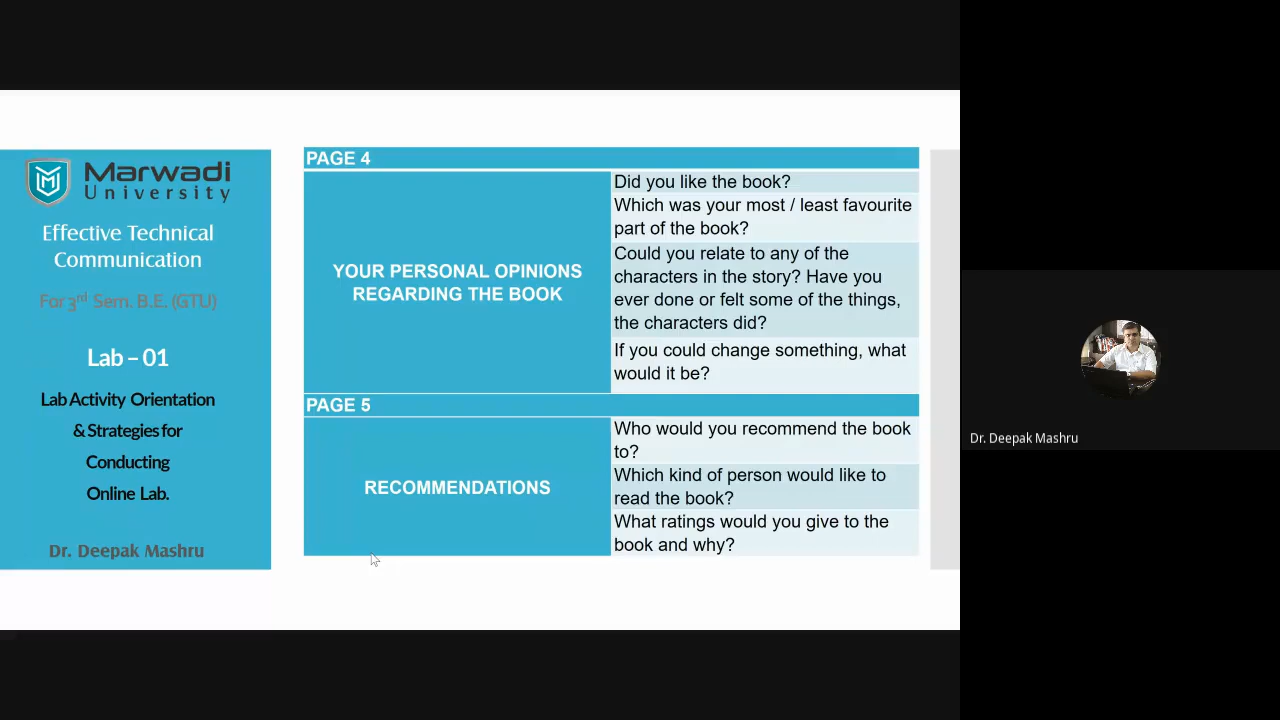 Marwadi
University
Effective Technical
Communication
For 3rd Sem. B.E. (GTU)
Lab – 01
Lab Activity Orientation
& Strategies for
Conducting
Online Lab.
Dr. Deepak Mashru
PAGE 4
YOUR PERSONAL OPINIONS
REGARDING THE BOOK
Did you like the book?
Which was your most / least favourite
part of the book?
Could you relate to any of the
characters in the story? Have you
ever done or felt some of the things,
the characters did?
If you could change something, what
would it be?
PAGE 5
RECOMMENDATIONS
Who would you recommend the book
to?
Which kind of person would like to
read the book?
What ratings would you give to the
book and why?
Dr. Deepak Mashru